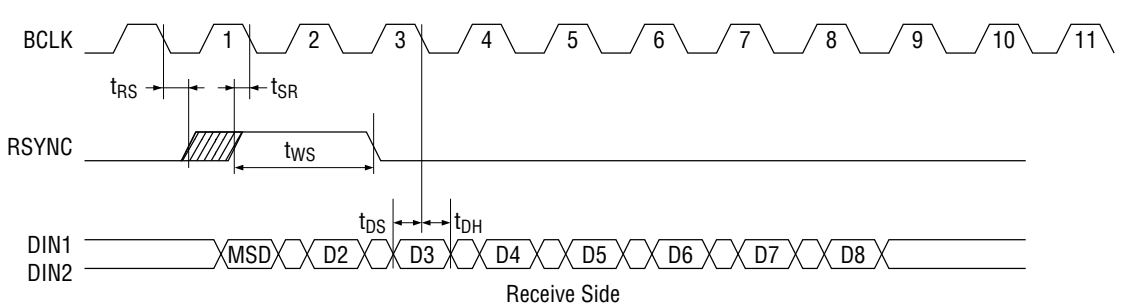 BCLK 1 2 3 4 5 6 7 8 9 10 11
tRS tSR
RSYNC tWS
tDS tDH
DIN1 MSD D2 D3 D4 D5 D6 D7 D8
DIN2
Receive Side